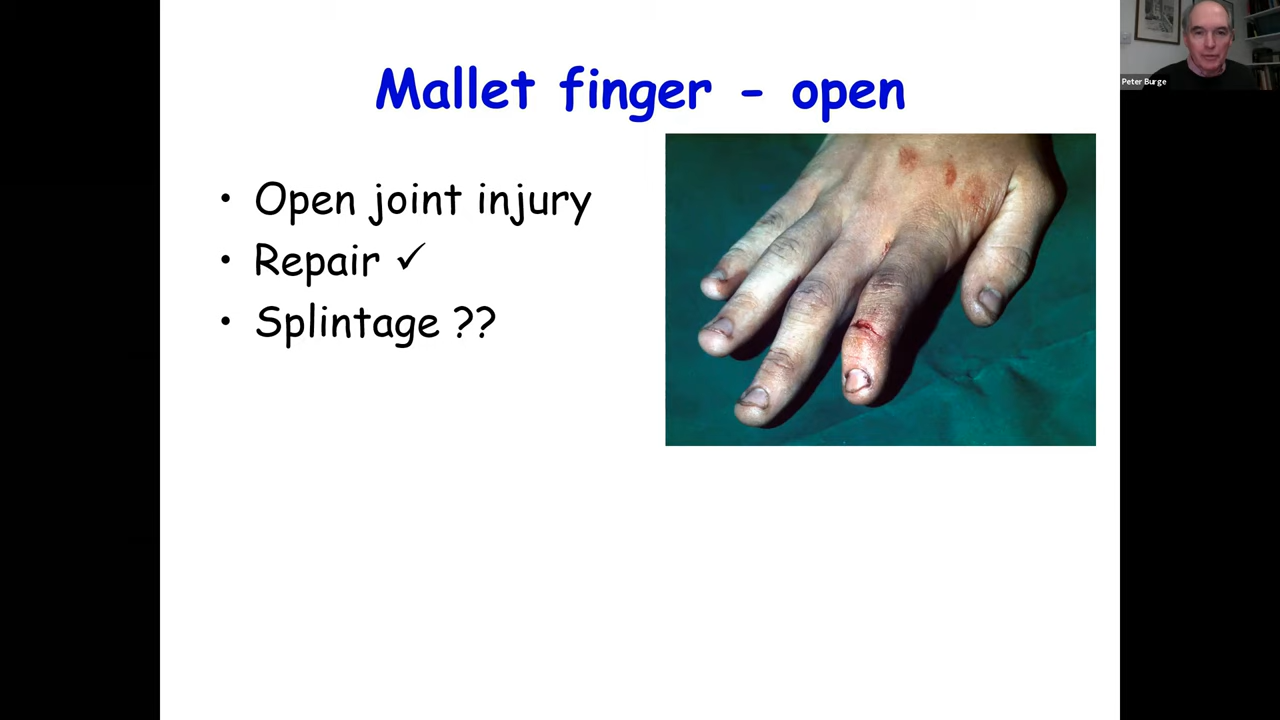 Mallet finger - open
• Open joint injury
• Repair ✓
• Splintage ??
Peter Burge